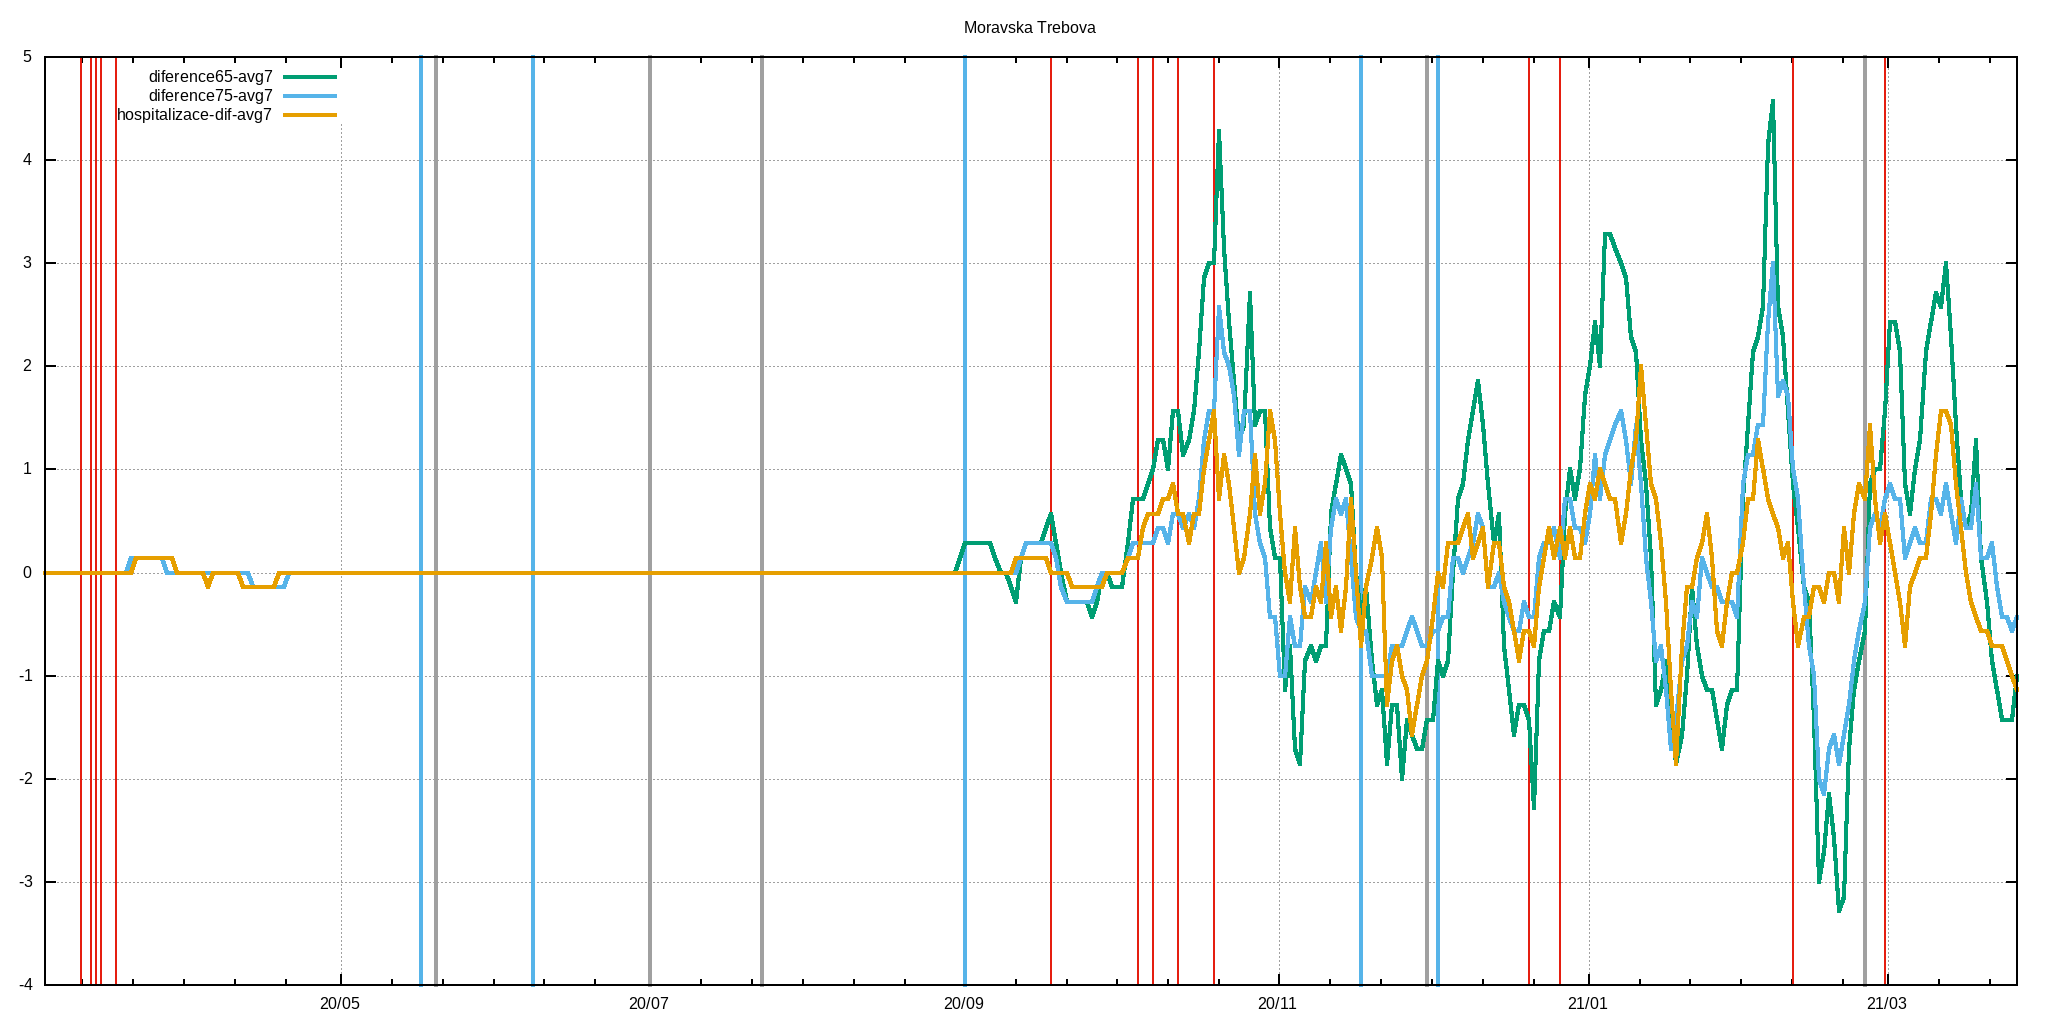 Moravska Trebova
5
diference65-avg7
diference75-avg7
hospitalizace-dif-avg7
4
3
2
1
0
-1
-2
-3
-4
20/05 20/07 20/09 20/11 21/01 21/03